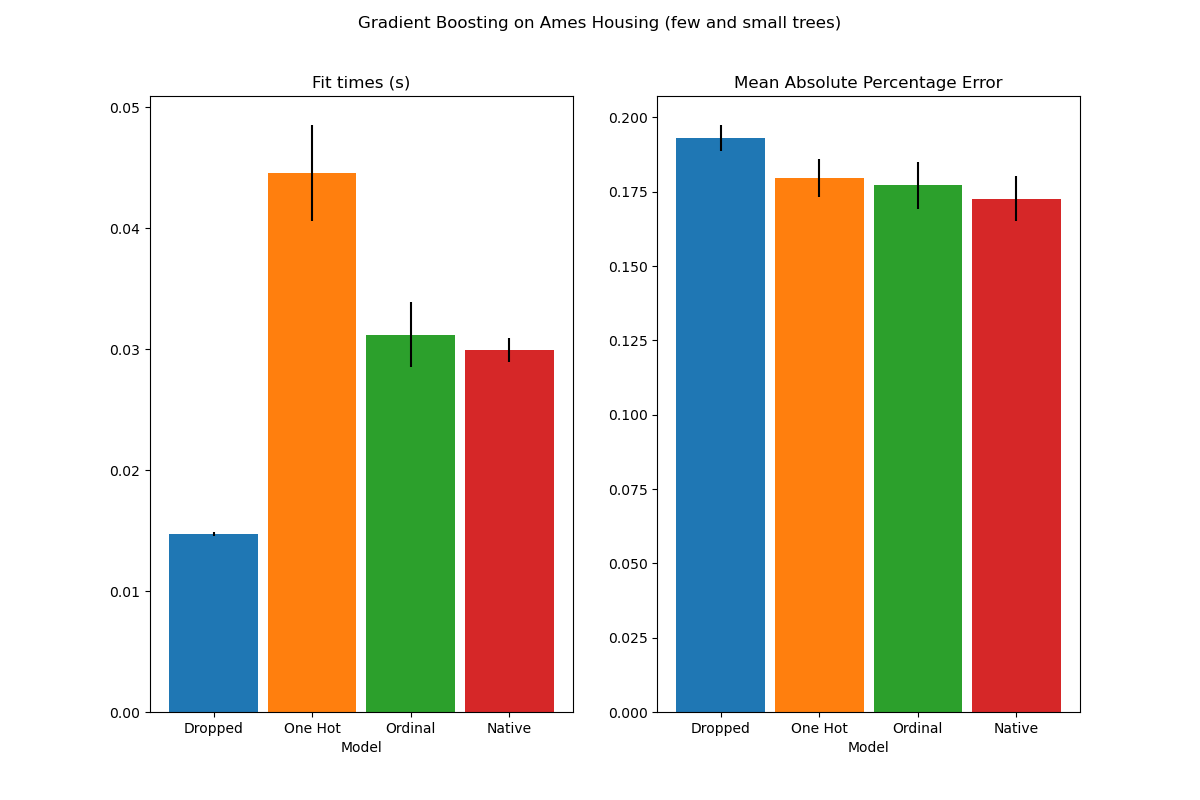 Gradient Boosting on Ames Housing (few and small trees)
Fit times (s)
0.05
0.04
0.03
0.02
0.01
0.00
Dropped One Hot Ordinal Native
Model
Mean Absolute Percentage Error
0.200
0.175
0.150
0.125
0.100
0.075
0.050
0.025
0.000
Dropped One Hot Ordinal Native
Model